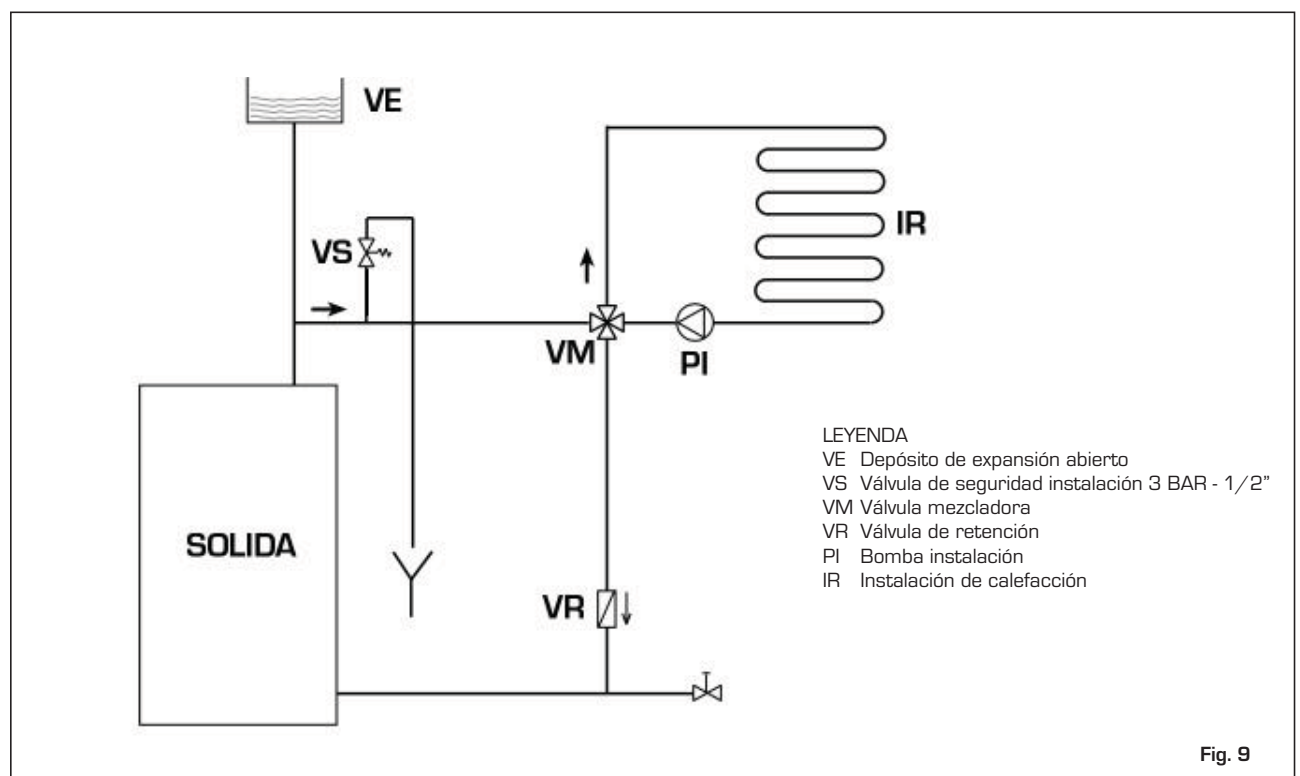 VE
VS
IR
VM
PI
LEYENDA
VE Depósito de expansión abierto
VS Válvula de seguridad instalación 3 BAR - 1/2”
VM Válvula mezcladora
VR Válvula de retención
PI Bomba instalación
IR Instalación de calefacción
SOLIDA
VR
Fig. 9